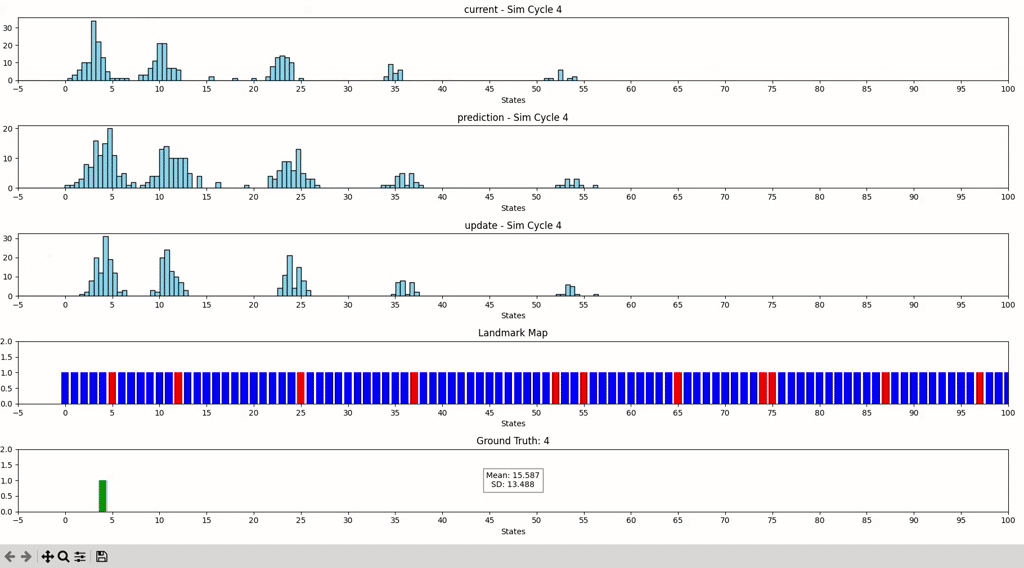 current - Sim Cycle 4
30
20
10
0
−5 0 5 10 15 20 25 30 35 40 45 50 55 60 65 70 75 80 85 90 95 100
States
prediction - Sim Cycle 4
20
10
0
−5 0 5 10 15 20 25 30 35 40 45 50 55 60 65 70 75 80 85 90 95 100
States
update - Sim Cycle 4
30
20
10
0
−5 0 5 10 15 20 25 30 35 40 45 50 55 60 65 70 75 80 85 90 95 100
States
Landmark Map
2.0
1.5
1.0
0.5
0.0
−5 0 5 10 15 20 25 30 35 40 45 50 55 60 65 70 75 80 85 90 95 100
States
Ground Truth: 4
2.0
1.5
1.0
0.5
0.0
Mean: 15.587
SD: 13.488
−5 0 5 10 15 20 25 30 35 40 45 50 55 60 65 70 75 80 85 90 95 100
States